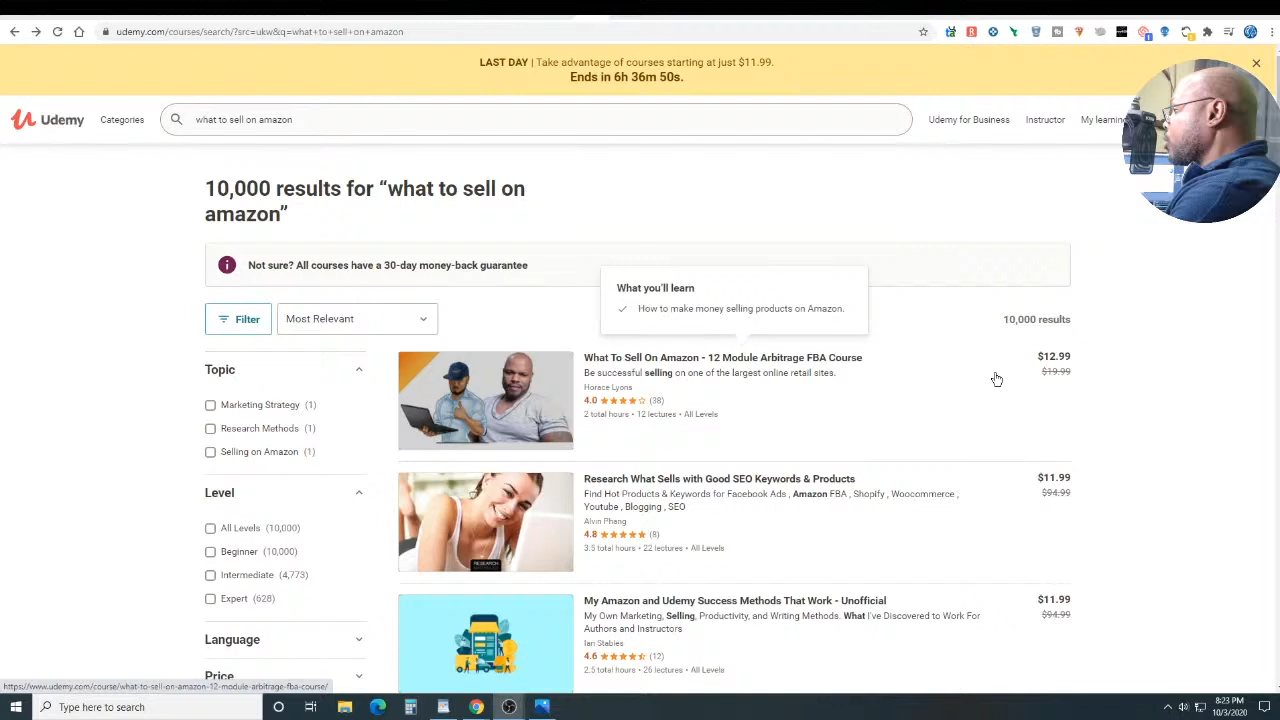 udemy.com/courses/search/?src=ukw&q=what+to+sell+on+amazon
LAST DAY | Take advantage of courses starting at just $11.99.
Ends in 6h 36m 50s.
Udemy
Categories
what to sell on amazon
Udemy for Business
Instructor
My learning
10,000 results for “what to sell on
amazon”
Not sure? All courses have a 30-day money-back guarantee
What you'll learn
How to make money selling products on Amazon.
Filter
Most Relevant
10,000 results
Topic
Marketing Strategy (1)
Research Methods (1)
Selling on Amazon (1)
Level
All Levels (10,000)
Beginner (10,000)
Intermediate (4,773)
Expert (628)
Language
Price
What To Sell On Amazon - 12 Module Arbitrage FBA Course
$12.99
Be successful selling on one of the largest online retail sites.
$19.99
Horace Lyons
4.0 (38)
2 total hours • 12 lectures • All Levels
Research What Sells with Good SEO Keywords & Products
$11.99
Find Hot Products & Keywords for Facebook Ads , Amazon FBA , Shopify , Woocommerce ,
$94.99
Youtube , Blogging , SEO
Alvin Phang
4.8 (8)
3.5 total hours • 22 lectures • All Levels
RESEARCH
My Amazon and Udemy Success Methods That Work - Unofficial
$11.99
My Own Marketing, Selling, Productivity, and Writing Methods. What I've Discovered to Work For
$94.99
Authors and Instructors
Ian Stables
4.6 (12)
2.5 total hours • 26 lectures • All Levels
https://www.udemy.com/course/what-to-sell-on-amazon-12-module-arbitrage-fba-course/
Type here to search
8:23 PM
10/3/2020